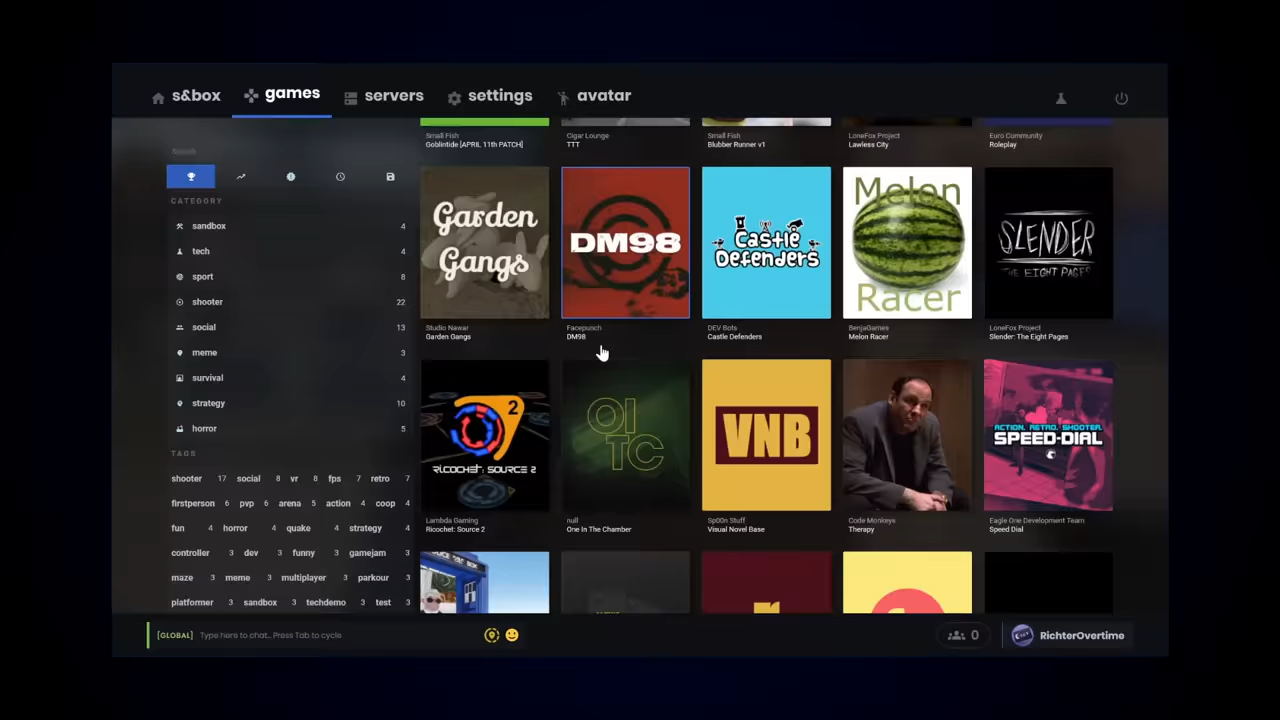 s&box games servers settings avatar
Small Fish Cigar Lounge Small Fish LoneFox Project Euro Community
Goblintide [APRIL 11th PATCH] TTT Blubber Runner v1 Lawless City Roleplay
Search
CATEGORY
sandbox 4
tech 4
sport 8
shooter 22
social 13
meme 3
survival 4
strategy 10
horror 5
TAGS
shooter 17 social 8 vr 8 fps 7 retro 7
firstperson 6 pvp 6 arena 5 action 4 coop 4
fun 4 horror 4 quake 4 strategy 4
controller 3 dev 3 funny 3 gamejam 3
maze 3 meme 3 multiplayer 3 parkour 3
platformer 3 sandbox 3 techdemo 3 test 3
Garden
Gangs
DM98
Castle
Defenders
Melon
Racer
SLENDER
THE EIGHT PAGES
Studio Nawar Facepunch DEV Bots BenjaGames LoneFox Project
Garden Gangs DM98 Castle Defenders Melon Racer Slender: The Eight Pages
2
RICOCHET: SOURCE 2
OI
TC
VNB
ACTION. RETRO. SHOOTER.
SPEED-DIAL
Lambda Gaming null Sp00n Stuff Code Monkeys Eagle One Development Team
Ricochet: Source 2 One In The Chamber Visual Novel Base Therapy Speed Dial
[GLOBAL] Type here to chat.. Press Tab to cycle
0 RichterOvertime